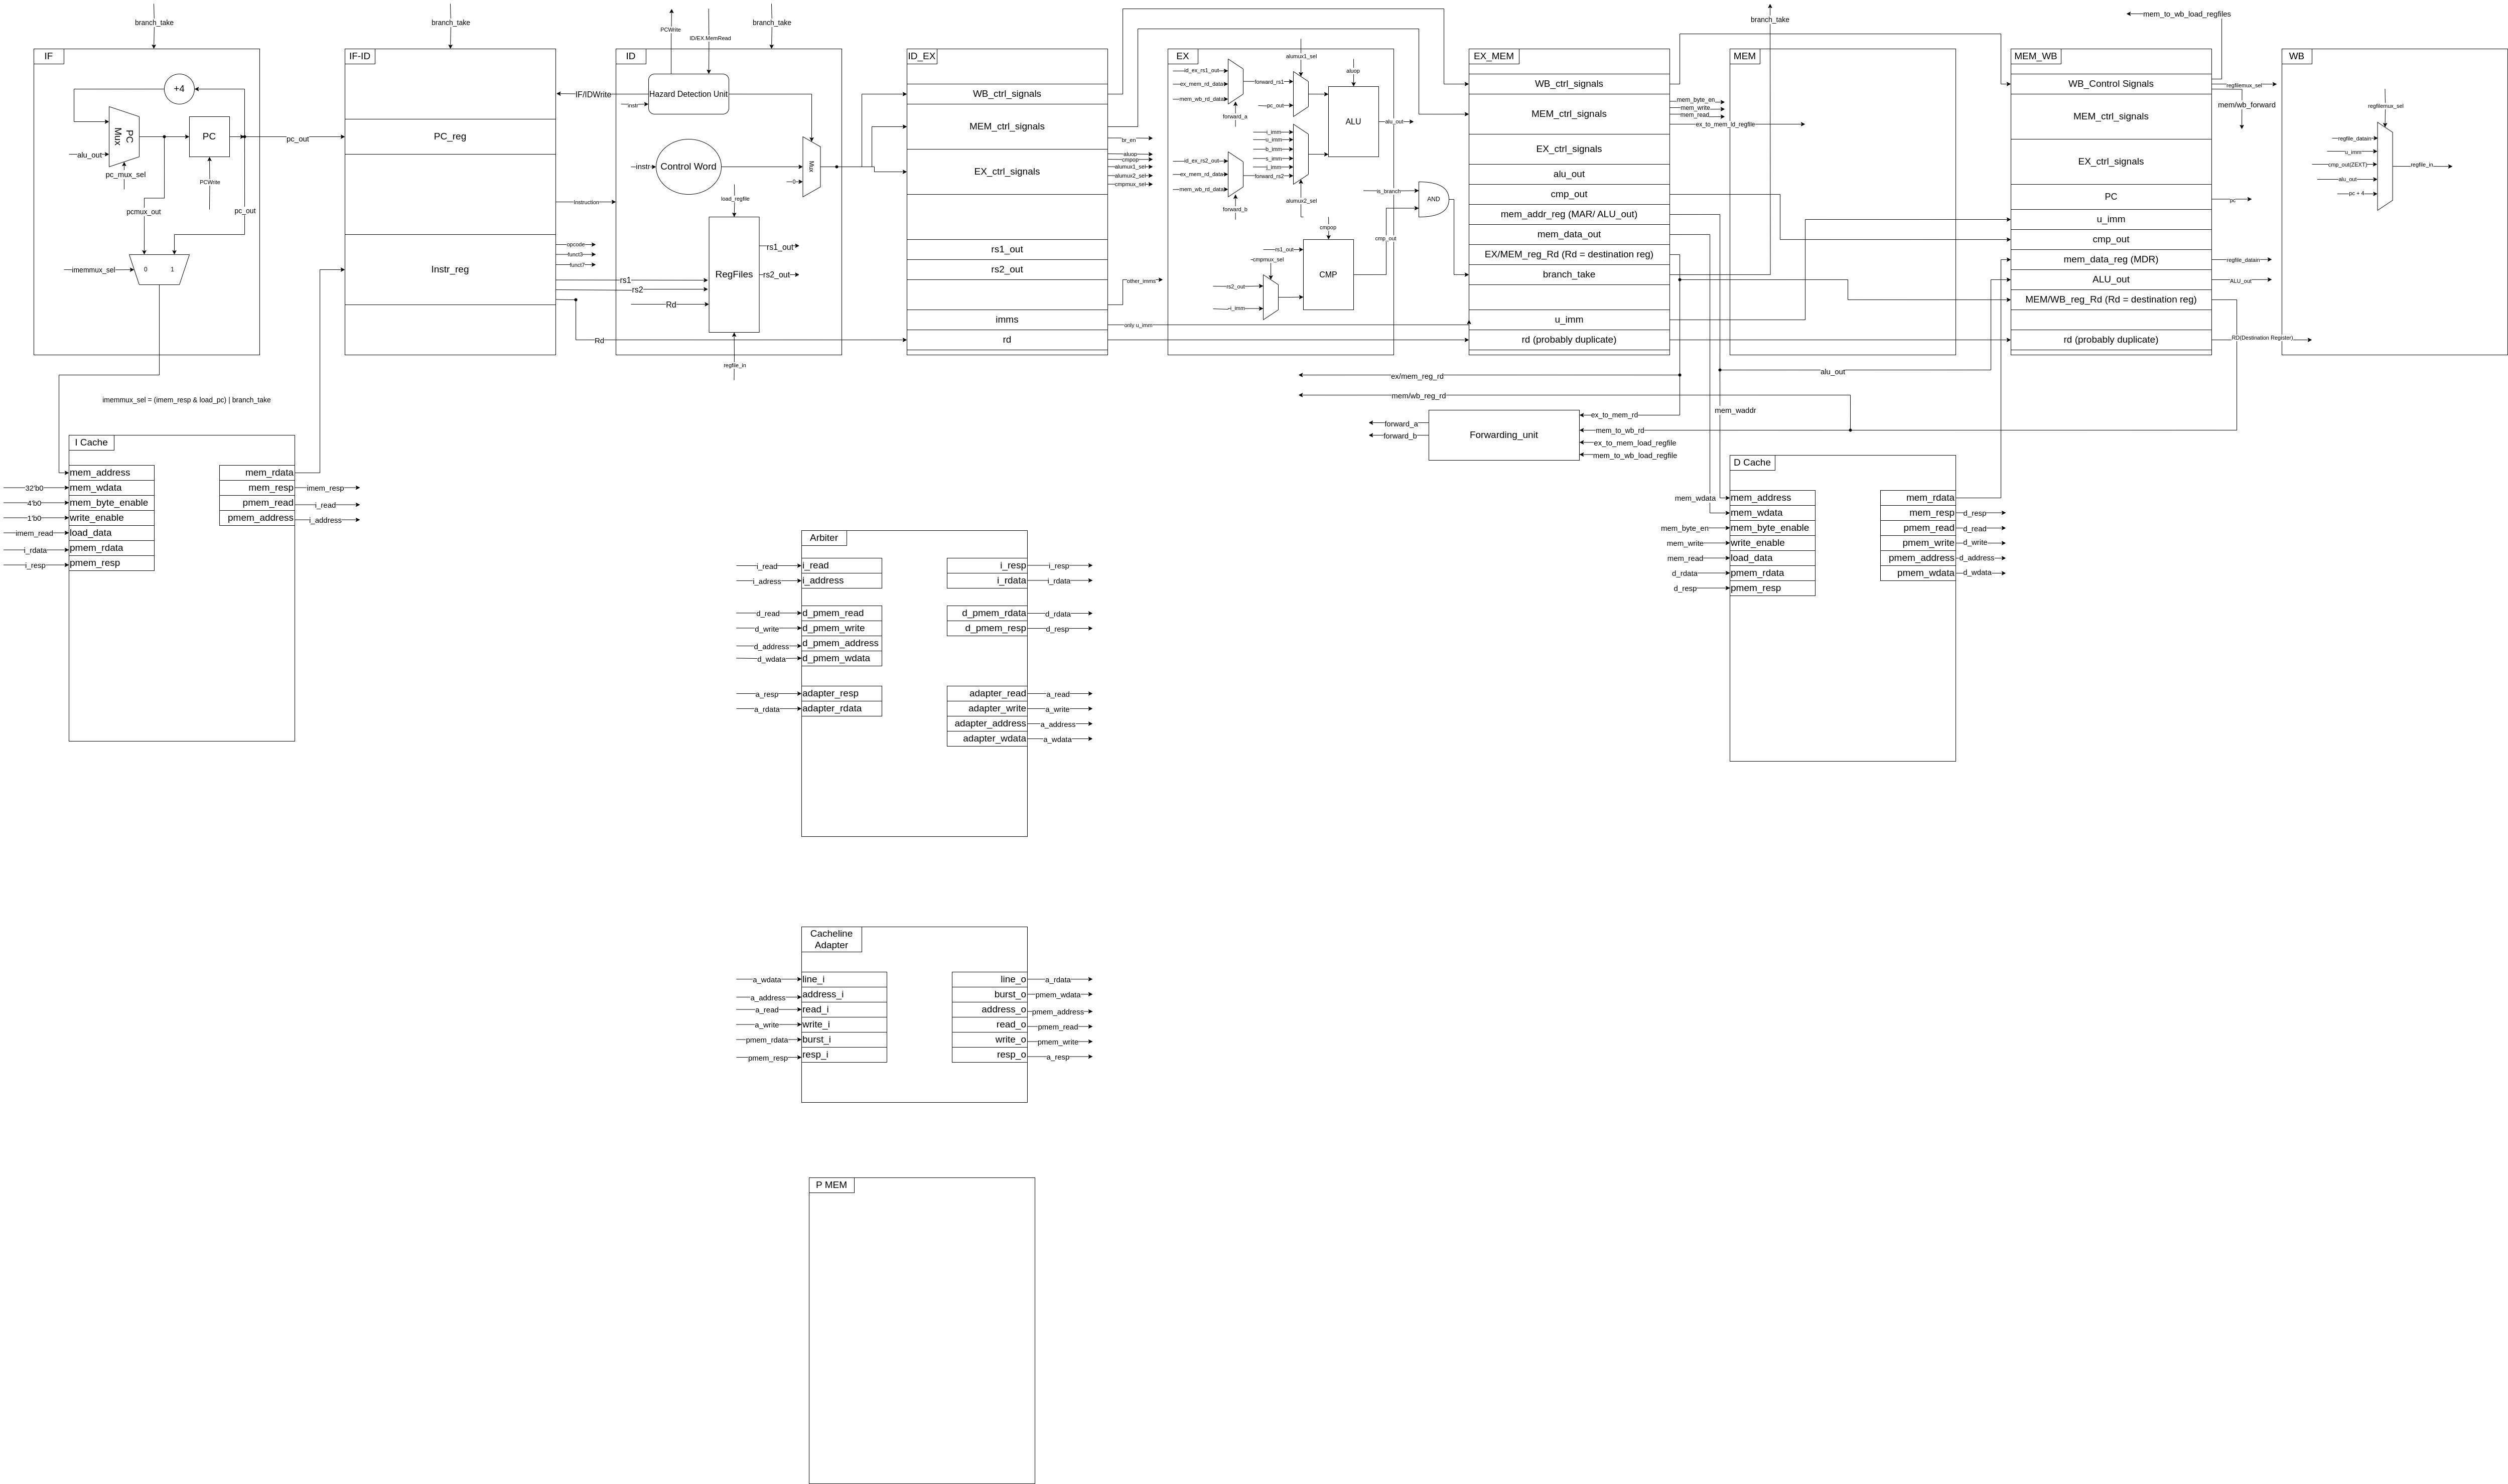 branch_take
IF
+4
PC
Mux
PC
alu_out
pc_mux_sel
PCWrite
pcmux_out
pc_out
imemmux_sel
0
1
pc_out
imemmux_sel = (imem_resp & load_pc) | branch_take
branch_take
IF-ID
PC_reg
Instr_reg
Instruction
opcode
funct3
funct7
rs1
rs2
Rd
PCWrite
ID/EX.MemRead
branch_take
ID
IF/IDWrite
Hazard Detection Unit
instr
instr
Control Word
Mux
0
load_regfile
RegFiles
rs1_out
rs2_out
Rd
regfile_in
ID_EX
WB_ctrl_signals
MEM_ctrl_signals
EX_ctrl_signals
rs1_out
rs2_out
imms
rd
br_en
aluop
cmpop
alumux1_sel
alumux2_sel
cmpmux_sel
other_imms
only u_imm
EX
id_ex_rs1_out
ex_mem_rd_data
mem_wb_rd_data
forward_a
forward_rs1
pc_out
alumux1_sel
aluop
ALU
alu_out
i_imm
u_imm
b_imm
s_imm
j_imm
forward_rs2
id_ex_rs2_out
ex_mem_rd_data
mem_wb_rd_data
forward_b
alumux2_sel
cmpop
rs1_out
cmpmux_sel
rs2_out
i_imm
CMP
cmp_out
is_branch
AND
EX_MEM
WB_ctrl_signals
MEM_ctrl_signals
EX_ctrl_signals
alu_out
cmp_out
mem_addr_reg (MAR/ ALU_out)
mem_data_out
EX/MEM_reg_Rd (Rd = destination reg)
branch_take
u_imm
rd (probably duplicate)
mem_byte_en
mem_write
mem_read
ex_to_mem_ld_regfile
branch_take
MEM
mem_to_wb_load_regfiles
MEM_WB
WB_Control Signals
MEM_ctrl_signals
EX_ctrl_signals
PC
u_imm
cmp_out
mem_data_reg (MDR)
ALU_out
MEM/WB_reg_Rd (Rd = destination reg)
rd (probably duplicate)
regfilemux_sel
mem/wb_forward
pc
regfile_datain
ALU_out
RD(Destination Register)
WB
regfilemux_sel
regfile_datain
u_imm
cmp_out(ZEXT)
alu_out
pc + 4
regfile_in
ex/mem_reg_rd
mem/wb_reg_rd
alu_out
forward_a
forward_b
Forwarding_unit
ex_to_mem_rd
mem_to_wb_rd
ex_to_mem_load_regfile
mem_to_wb_load_regfile
mem_waddr
mem_wdata
I Cache
32'b0
4'b0
1'b0
imem_read
i_rdata
i_resp
mem_address
mem_wdata
mem_byte_enable
write_enable
load_data
pmem_rdata
pmem_resp
mem_rdata
mem_resp
pmem_read
pmem_address
imem_resp
i_read
i_address
D Cache
mem_byte_en
mem_write
mem_read
d_rdata
d_resp
mem_address
mem_wdata
mem_byte_enable
write_enable
load_data
pmem_rdata
pmem_resp
mem_rdata
mem_resp
pmem_read
pmem_write
pmem_address
pmem_wdata
d_resp
d_read
d_write
d_address
d_wdata
Arbiter
i_read
i_adress
d_read
d_write
d_address
d_wdata
a_resp
a_rdata
i_read
i_address
d_pmem_read
d_pmem_write
d_pmem_address
d_pmem_wdata
adapter_resp
adapter_rdata
i_resp
i_rdata
d_pmem_rdata
d_pmem_resp
adapter_read
adapter_write
adapter_address
adapter_wdata
i_resp
i_rdata
d_rdata
d_resp
a_read
a_write
a_address
a_wdata
Cacheline
Adapter
a_wdata
a_address
a_read
a_write
pmem_rdata
pmem_resp
line_i
address_i
read_i
write_i
burst_i
resp_i
line_o
burst_o
address_o
read_o
write_o
resp_o
a_rdata
pmem_wdata
pmem_address
pmem_read
pmem_write
a_resp
P MEM